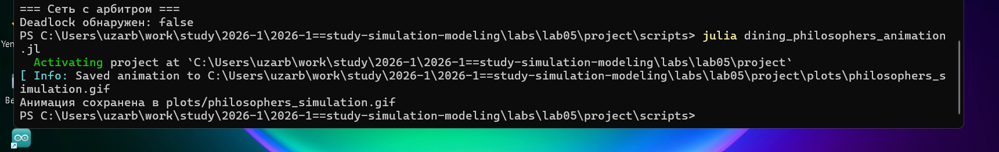 === Сеть с арбитром ===
Deadlock обнаружен: false
PS C:\Users\uzarb\work\study\2026-1\2026-1==study-simulation-modeling\labs\lab05\project\scripts> julia dining_philosophers_animation
.jl
Activating project at `C:\Users\uzarb\work\study\2026-1\2026-1==study-simulation-modeling\labs\lab05\project`
[ Info: Saved animation to C:\Users\uzarb\work\study\2026-1\2026-1==study-simulation-modeling\labs\lab05\project\plots\philosophers_s
imulation.gif
Анимация сохранена в plots/philosophers_simulation.gif
PS C:\Users\uzarb\work\study\2026-1\2026-1==study-simulation-modeling\labs\lab05\project\scripts>